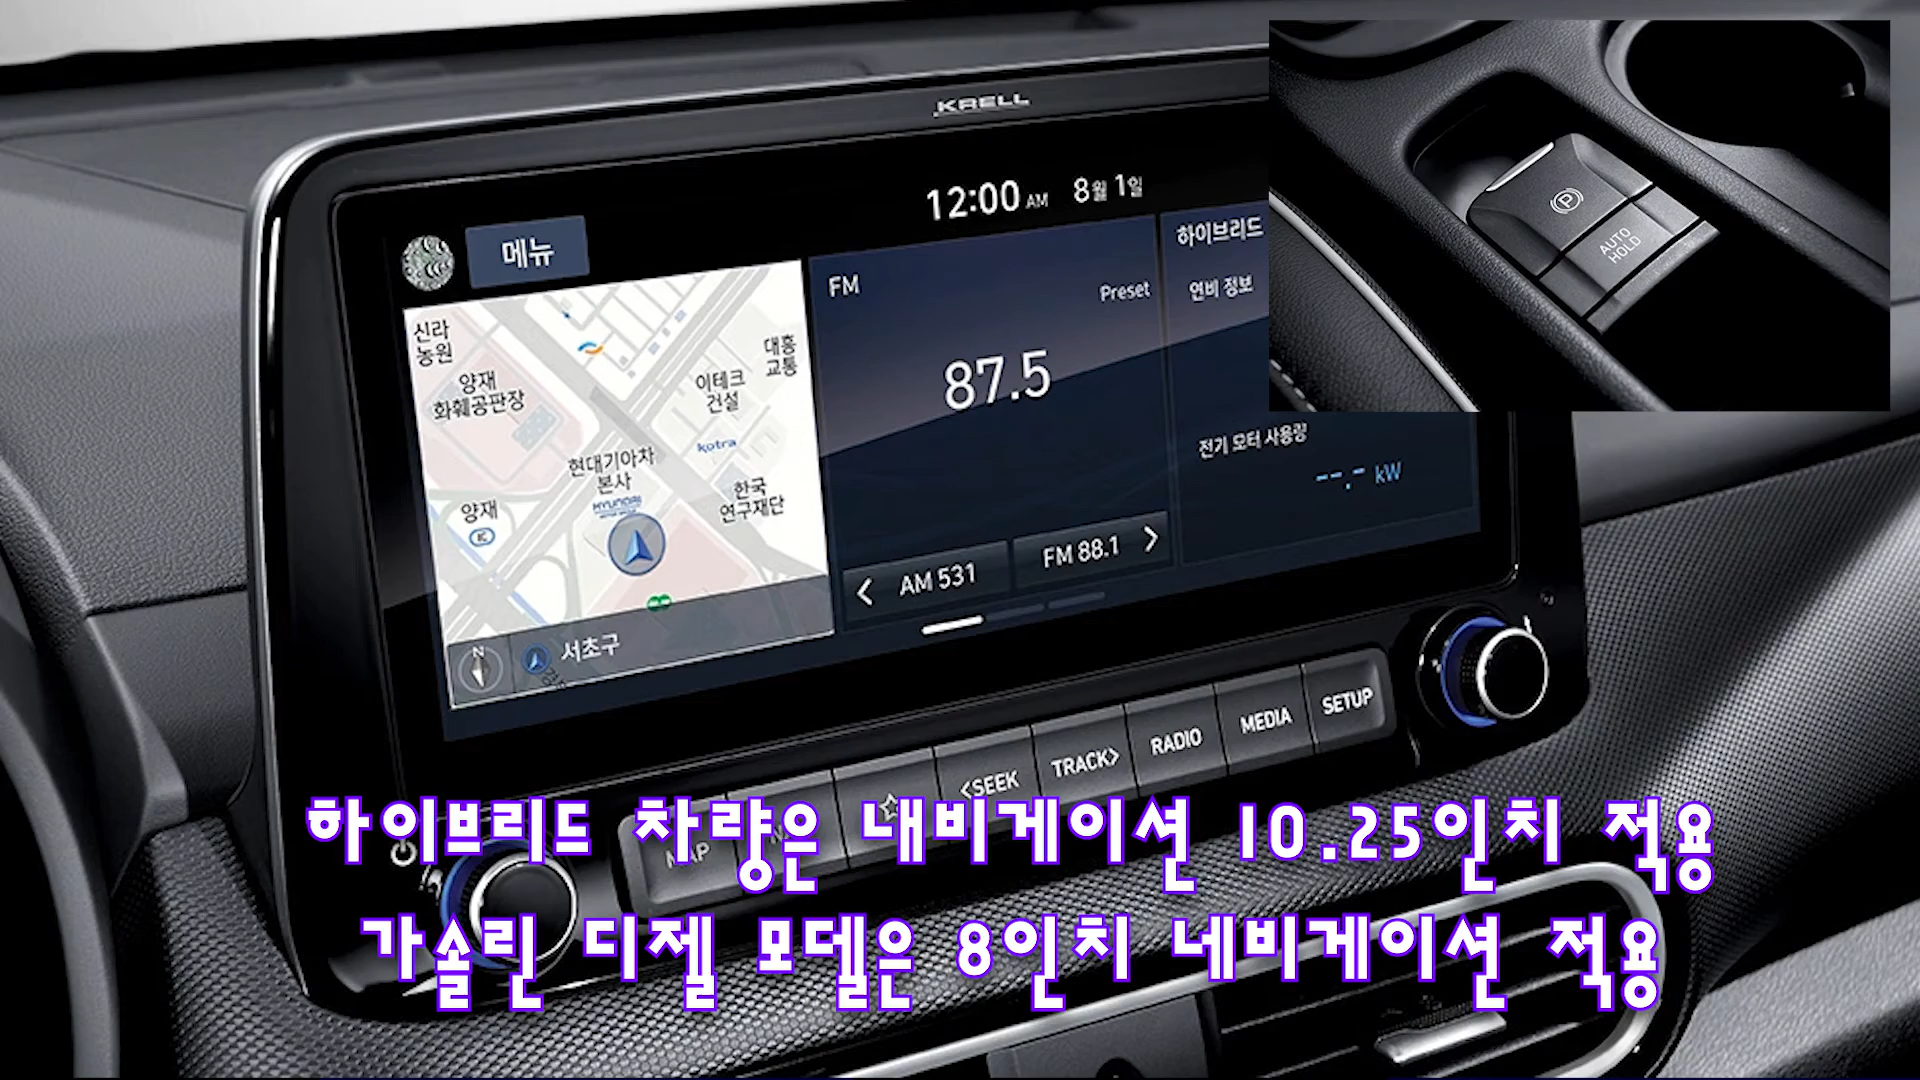 KRELL
12:00 AM 8월 1일
메뉴
신라
농원
양재
화훼공판장
대흥
교통
이테크
건설
kotra
현대기아차
본사
HYUNDAI
한국
연구재단
양재
N
서초구
FM
Preset
87.5
AM 531
FM 88.1
하이브리드
연비 정보
전기 모터 사용량
--.- kW
P
AUTO
HOLD
MAP
<SEEK
TRACK>
RADIO
MEDIA
SETUP
하이브리드 차량은 내비게이션 10.25인치 적용
가솔린 디젤 모델은 8인치 네비게이션 적용